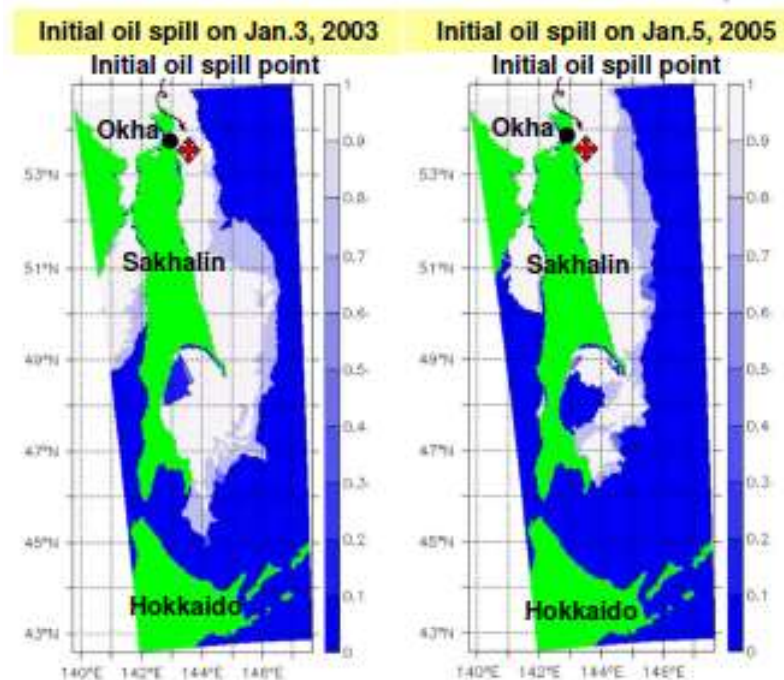 Initial oil spill on Jan.3, 2003
Initial oil spill point
Okha
Sakhalin
Hokkaido
53°N
51°N
49°N
47°N
45°N
43°N
140°E 142°E 144°E 146°E
1
0.9
0.8
0.7
0.6
0.5
0.4
0.3
0.2
0.1
0
Initial oil spill on Jan.5, 2005
Initial oil spill point
Okha
Sakhalin
Hokkaido
53°N
51°N
49°N
47°N
45°N
43°N
140°E 142°E 144°E 146°E
1
0.9
0.8
0.7
0.6
0.5
0.4
0.3
0.2
0.1
0